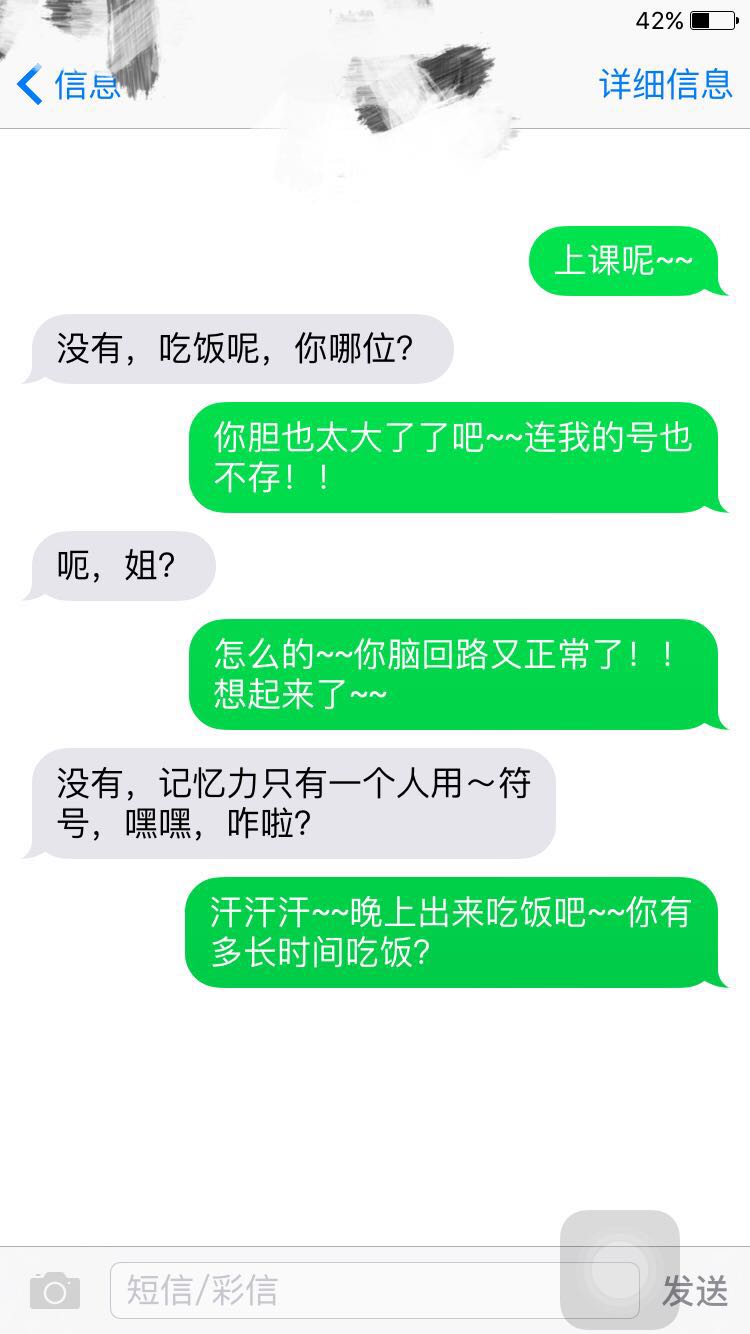 42%
信息
详细信息
上课呢~~
没有，吃饭呢，你哪位?
你胆也太大了了吧~~连我的号也
不存！！
呃，姐?
怎么的~~你脑回路又正常了！！
想起来了~~
没有，记忆力只有一个人用～符
号，嘿嘿，咋啦?
汗汗汗~~晚上出来吃饭吧~~你有
多长时间吃饭?
短信/彩信
发送